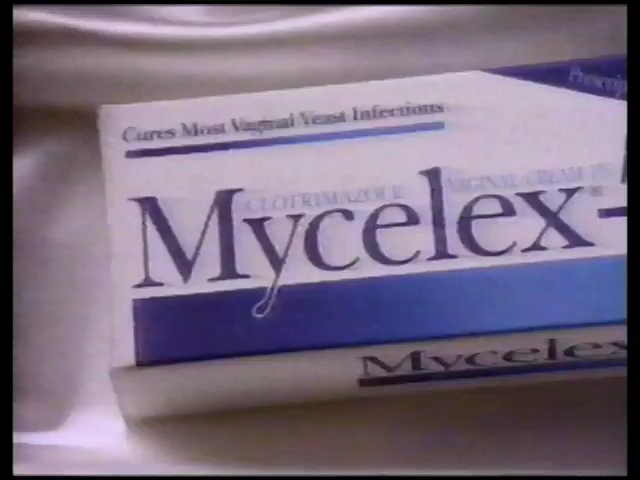 Cures Most Vaginal Yeast Infections
CLOTRIMAZOLE VAGINAL CREAM
Mycelex®-
Mycelex